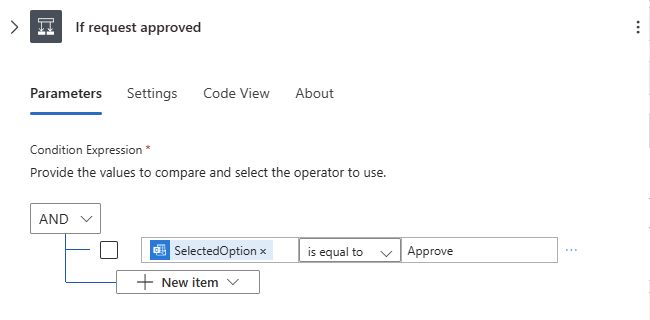 If request approved
Parameters Settings Code View About
Condition Expression *
Provide the values to compare and select the operator to use.
AND
SelectedOption × is equal to Approve
New item